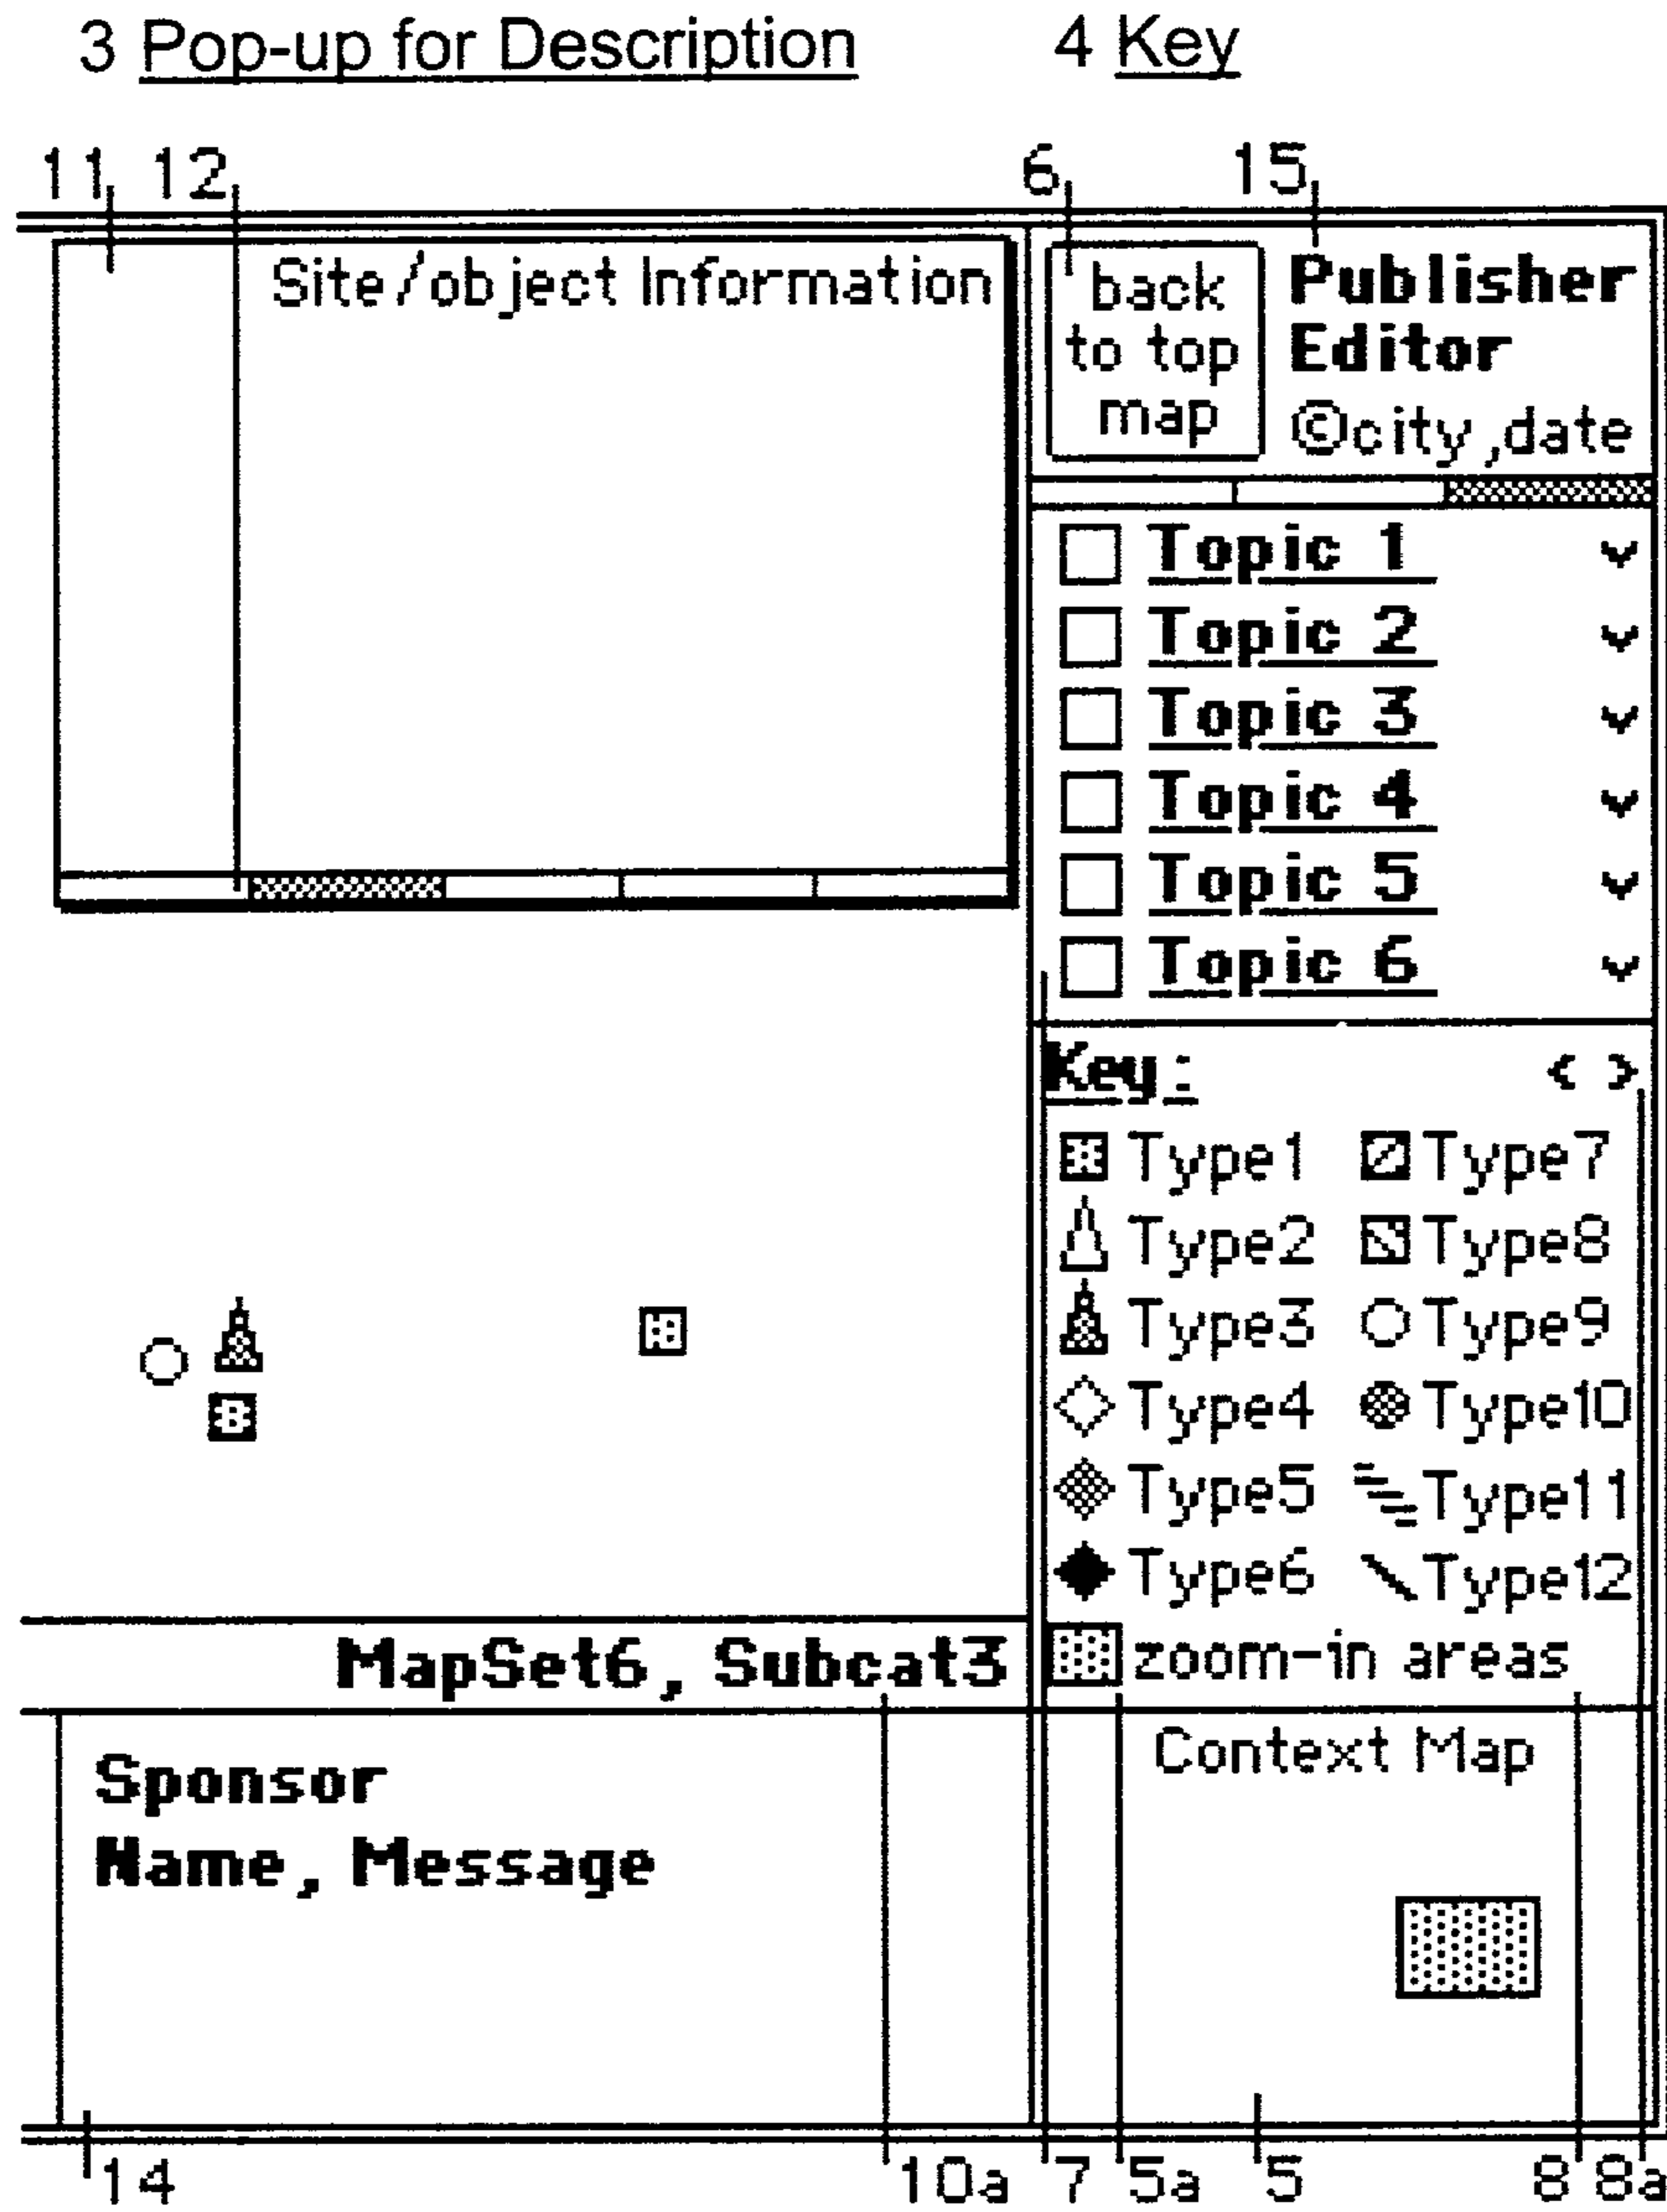 3 Pop-up for Description
4 Key
11 12 6 15
Site/object Information
back
to top
map
Publisher
Editor
©city,date
Topic 1
Topic 2
Topic 3
Topic 4
Topic 5
Topic 6
Key: < >
Type1 Type7
Type2 Type8
Type3 Type9
Type4 Type10
Type5 Type11
Type6 Type12
zoom-in areas
MapSet6, Subcat3
Sponsor
Name, Message
Context Map
14 10a 7 5a 5 8 8a